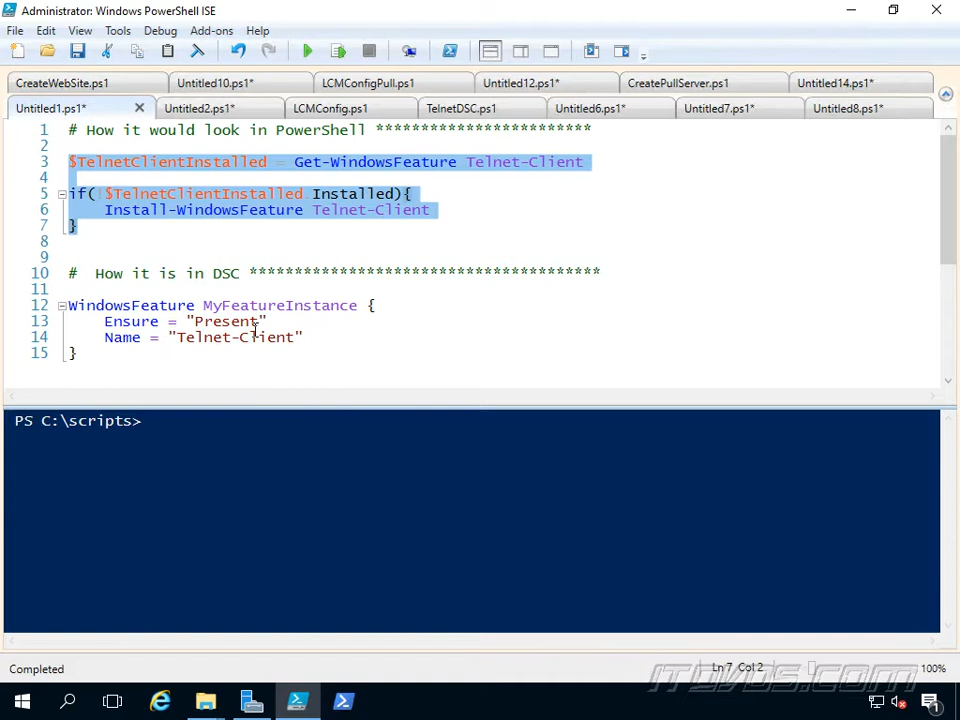 Administrator: Windows PowerShell ISE
File Edit View Tools Debug Add-ons Help
CreateWebSite.ps1 Untitled10.ps1* LCMConfigPull.ps1 Untitled12.ps1* CreatePullServer.ps1 Untitled14.ps1*
Untitled1.ps1* Untitled2.ps1* LCMConfig.ps1 TelnetDSC.ps1 Untitled6.ps1* Untitled7.ps1* Untitled8.ps1*
1 # How it would look in PowerShell ************************
2
3 $TelnetClientInstalled = Get-WindowsFeature Telnet-Client
4
5 if( $TelnetClientInstalled Installed){
6 Install-WindowsFeature Telnet-Client
7 }
8
9
10 # How it is in DSC ***************************************
11
12 WindowsFeature MyFeatureInstance {
13 Ensure = "Present"
14 Name = "Telnet-Client"
15 }
PS C:\scripts>
Completed Ln 7 Col 2 100%
ITdvds.com
1